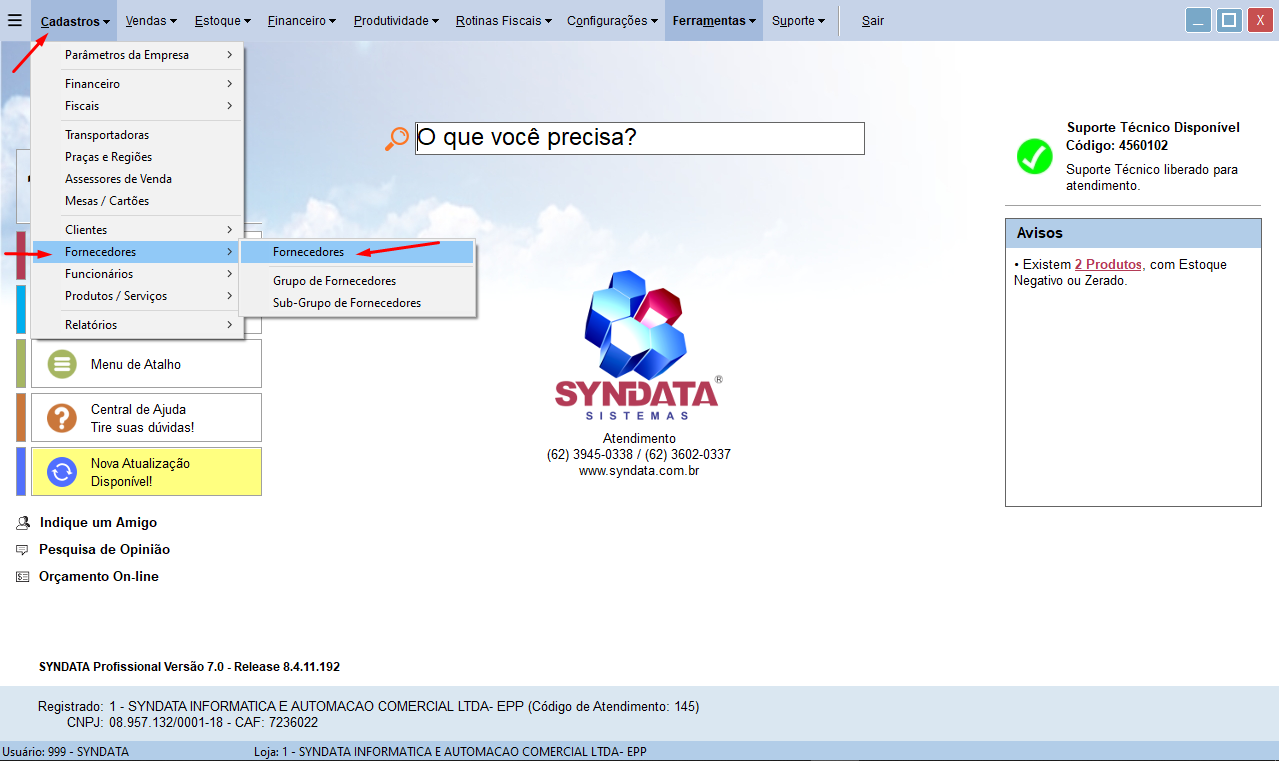 Cadastros
Vendas
Estoque
Financeiro
Produtividade
Rotinas Fiscais
Configurações
Ferramentas
Suporte
Sair
X
Parâmetros da Empresa
Financeiro
Fiscais
Transportadoras
Praças e Regiões
Assessores de Venda
Mesas / Cartões
Clientes
Fornecedores
Funcionários
Produtos / Serviços
Relatórios
Fornecedores
Grupo de Fornecedores
Sub-Grupo de Fornecedores
O que você precisa?
Suporte Técnico Disponível
Código: 4560102
Suporte Técnico liberado para
atendimento.
Avisos
• Existem 2 Produtos, com Estoque
Negativo ou Zerado.
Menu de Atalho
Central de Ajuda
Tire suas dúvidas!
Nova Atualização
Disponível!
Indique um Amigo
Pesquisa de Opinião
Orçamento On-line
SYNDATA®
SISTEMAS
Atendimento
(62) 3945-0338 / (62) 3602-0337
www.syndata.com.br
SYNDATA Profissional Versão 7.0 - Release 8.4.11.192
Registrado: 1 - SYNDATA INFORMATICA E AUTOMACAO COMERCIAL LTDA- EPP (Código de Atendimento: 145)
CNPJ: 08.957.132/0001-18 - CAF: 7236022
Usuário: 999 - SYNDATA
Loja: 1 - SYNDATA INFORMATICA E AUTOMACAO COMERCIAL LTDA- EPP